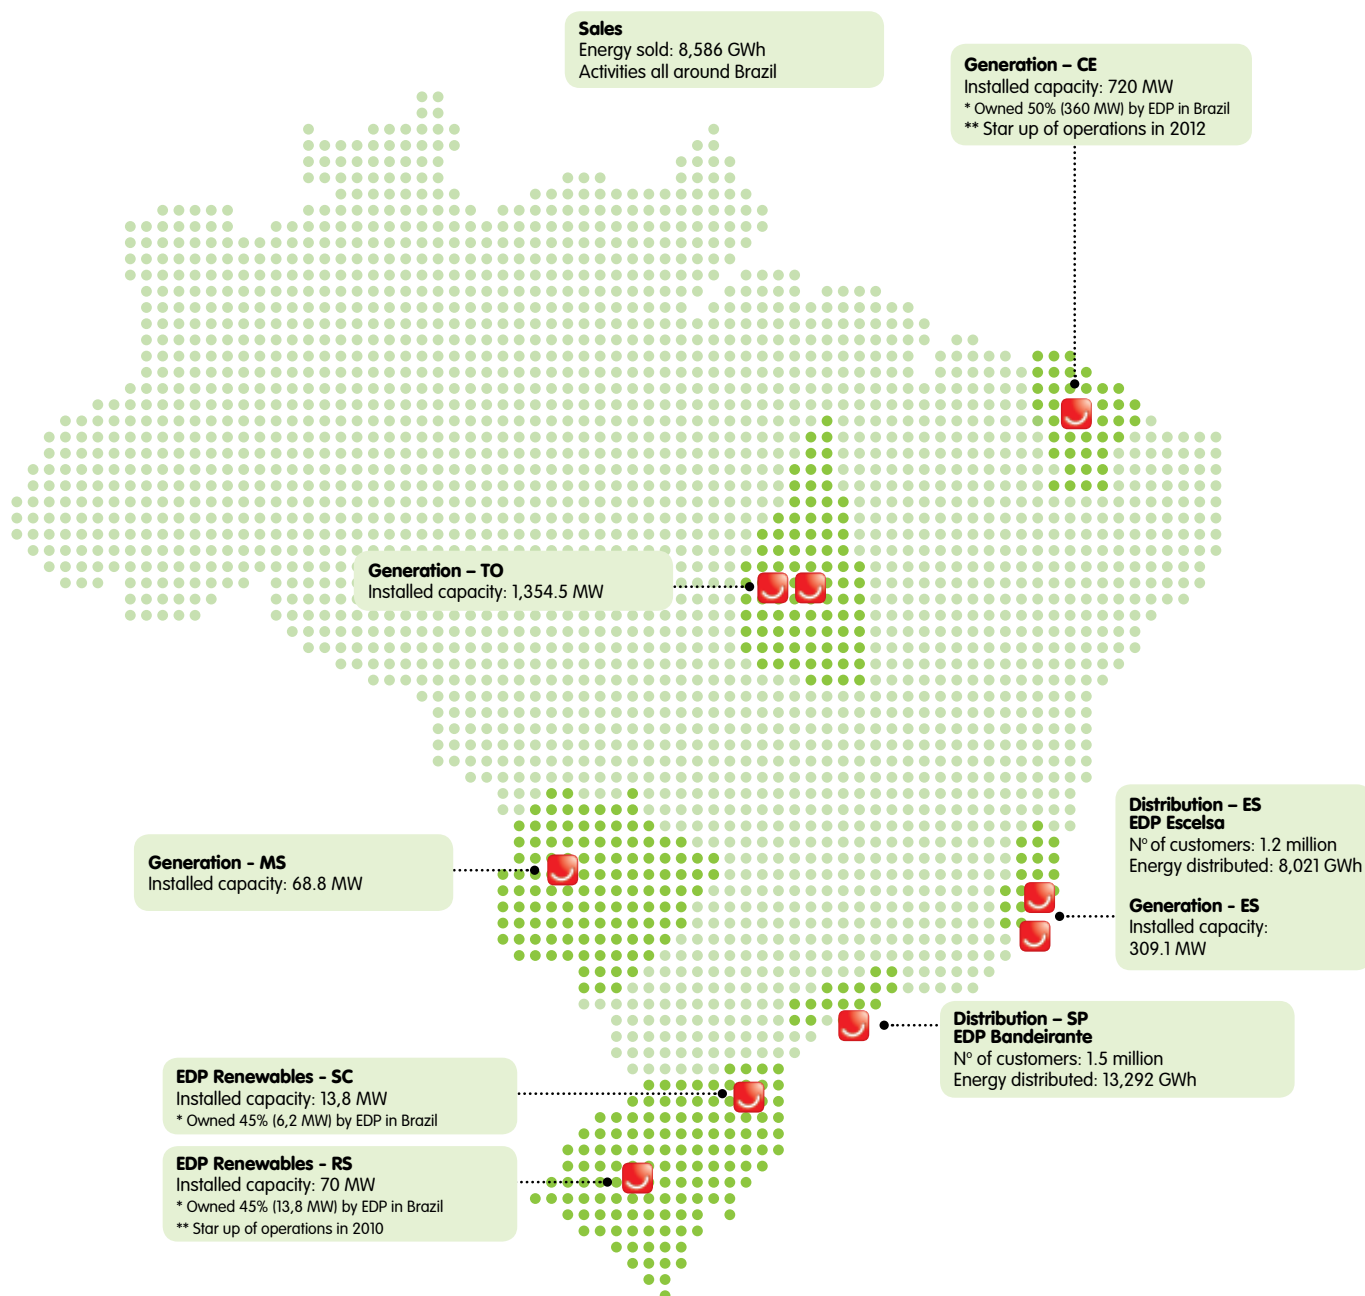 Sales
Energy sold: 8,586 GWh
Activities all around Brazil
Generation – CE
Installed capacity: 720 MW
* Owned 50% (360 MW) by EDP in Brazil
** Star up of operations in 2012
Generation – TO
Installed capacity: 1,354.5 MW
Distribution – ES
EDP Escelsa
Nº of customers: 1.2 million
Energy distributed: 8,021 GWh
Generation - ES
Installed capacity:
309.1 MW
Generation - MS
Installed capacity: 68.8 MW
Distribution – SP
EDP Bandeirante
Nº of customers: 1.5 million
Energy distributed: 13,292 GWh
EDP Renewables - SC
Installed capacity: 13,8 MW
* Owned 45% (6,2 MW) by EDP in Brazil
EDP Renewables - RS
Installed capacity: 70 MW
* Owned 45% (13,8 MW) by EDP in Brazil
** Star up of operations in 2010